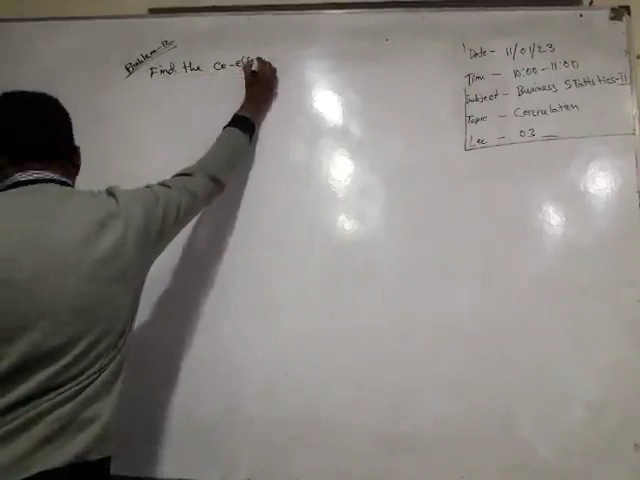 Find the co-eff
Date - 11/01/23
Time - 10:00 - 11:00
Subject - Business Statistics-II
Topic - Correlation
Lec - 03